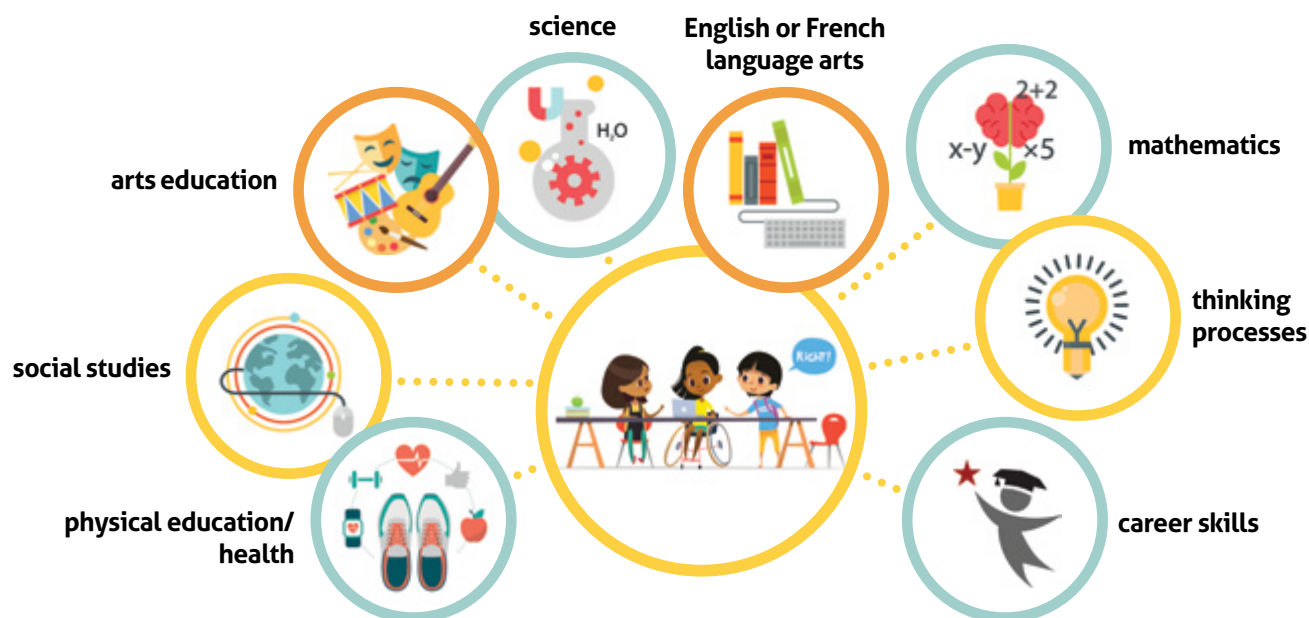 science
English or French
language arts
arts education
H₂O
2+2
x-y
×5
mathematics
thinking
processes
social studies
RIGHT?
physical education/
health
career skills